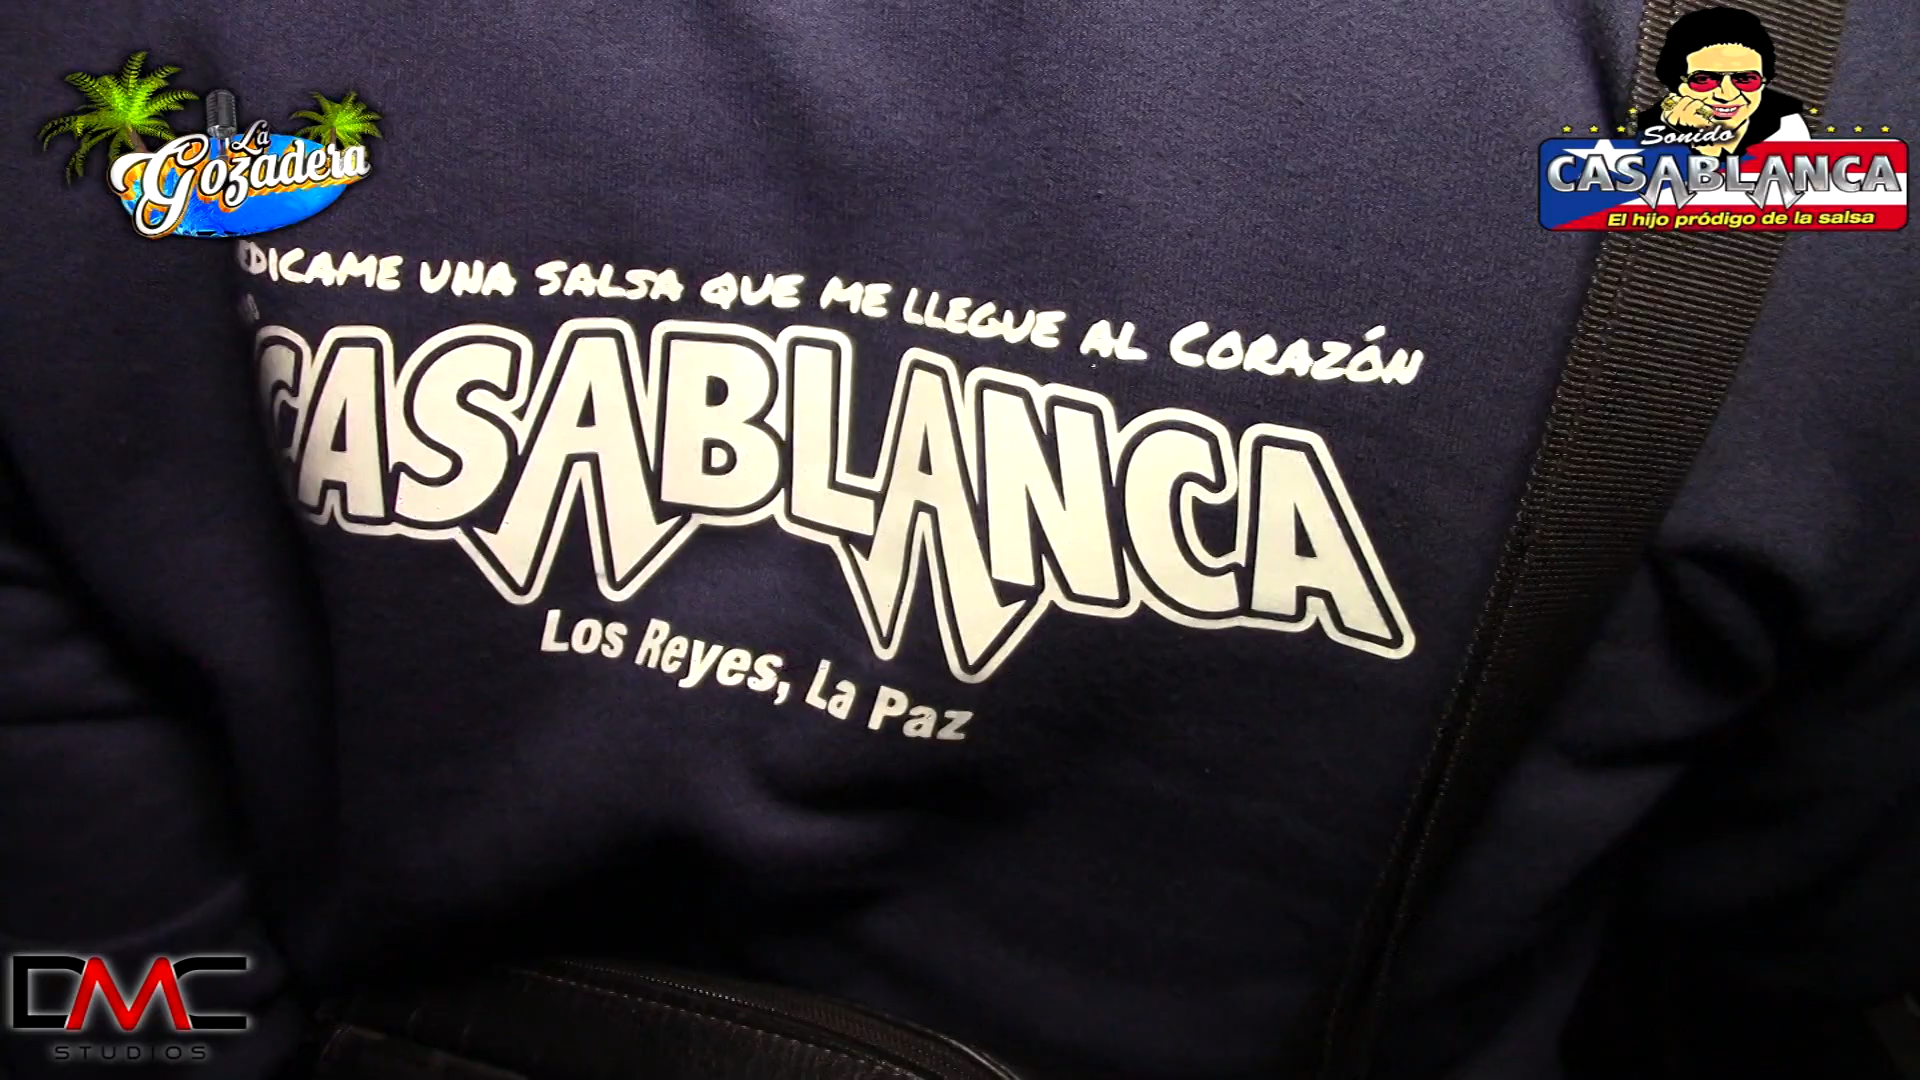 La
Gozadera
Sonido
CASABLANCA
El hijo pródigo de la salsa
EDICAME UNA SALSA QUE ME LLEGUE AL CORAZÓN
CASABLANCA
Los Reyes, La Paz
DMC
STUDIOS